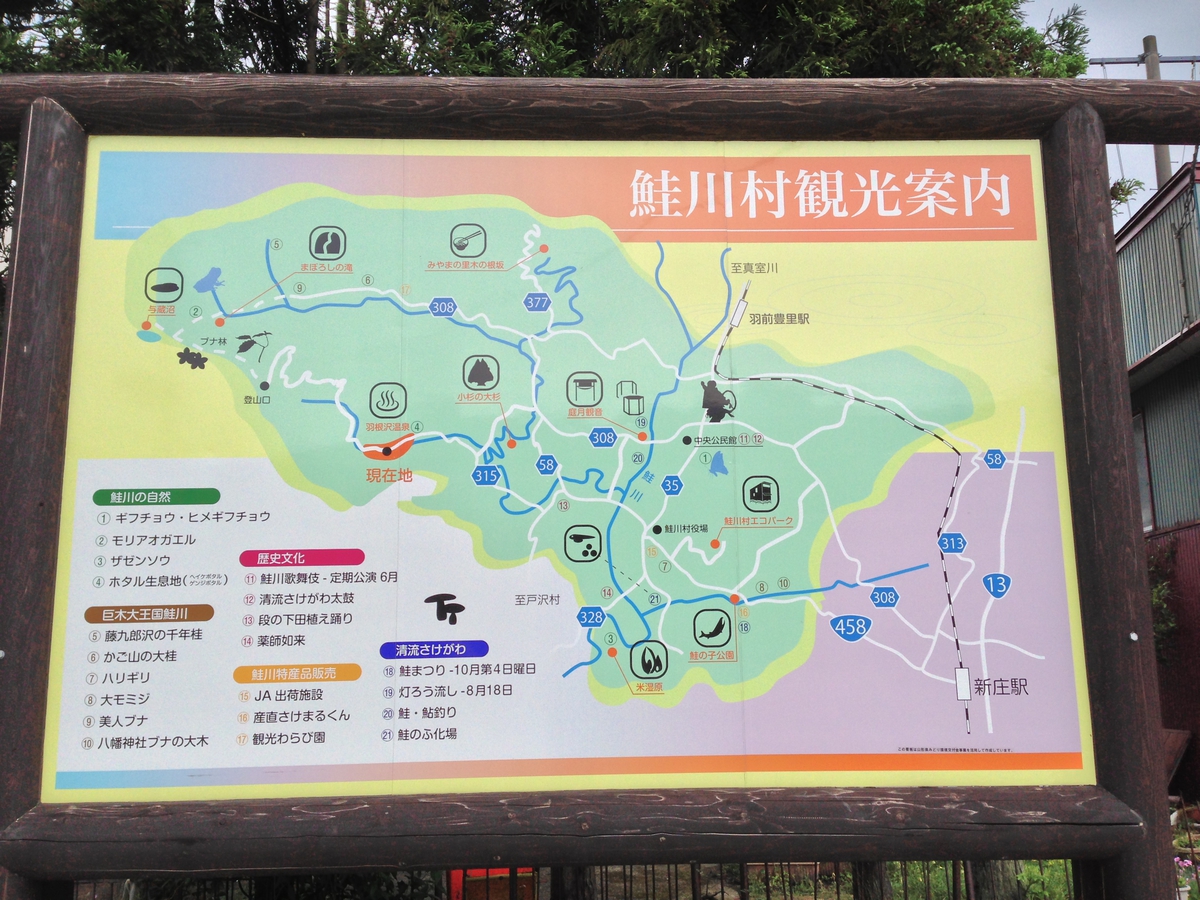 鮭川村観光案内
至真室川
羽前豊里駅
まぼろしの滝
みやまの里木の根坂
与蔵沼
ブナ林
登山口
⑤
②
⑨
⑥
⑰
308
377
小杉の大杉
庭月観音
羽根沢温泉④
現在地
308
⑲
⑳
中央公民館⑪⑫
①
58
315
58
35
鮭川
⑬
鮭川村役場
鮭川村エコパーク
⑮
⑦
313
13
至戸沢村
⑭
㉑
⑧
⑩
308
328
⑯
⑱
458
③
米湿原
鮭の子公園
新庄駅
鮭川の自然
① ギフチョウ・ヒメギフチョウ
② モリアオガエル
③ ザゼンソウ
④ ホタル生息地(ヘイケボタル ゲンジボタル)
巨木大王国鮭川
⑤ 藤九郎沢の千年桂
⑥ かご山の大桂
⑦ ハリギリ
⑧ 大モミジ
⑨ 美人ブナ
⑩ 八幡神社ブナの大木
歴史文化
⑪ 鮭川歌舞伎-定期公演 6月
⑫ 清流さけがわ太鼓
⑬ 段の下田植え踊り
⑭ 薬師如来
鮭川特産品販売
⑮ JA 出荷施設
⑯ 産直さけまるくん
⑰ 観光わらび園
清流さけがわ
⑱ 鮭まつり-10月第4日曜日
⑲ 灯ろう流し-8月18日
⑳ 鮭・鮎釣り
㉑ 鮭のふ化場